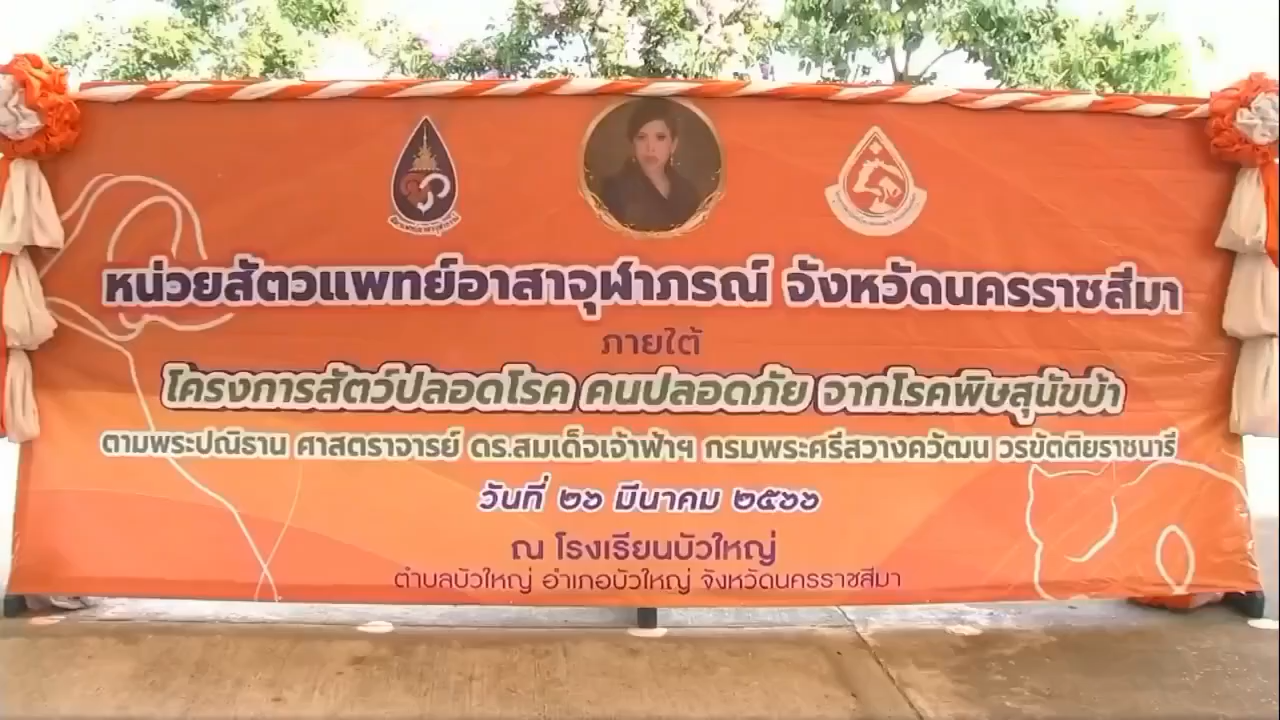 หน่วยสัตวแพทย์อาสาจุฬาภรณ์ จังหวัดนครราชสีมา
ภายใต้
โครงการสัตว์ปลอดโรค คนปลอดภัย จากโรคพิษสุนัขบ้า
ตามพระปณิธาน ศาสตราจารย์ ดร.สมเด็จเจ้าฟ้าฯ กรมพระศรีสวางควัฒน วรขัตติยราชนารี
วันที่ ๒๖ มีนาคม ๒๕๖๖
ณ โรงเรียนบัวใหญ่
ตำบลบัวใหญ่ อำเภอบัวใหญ่ จังหวัดนครราชสีมา